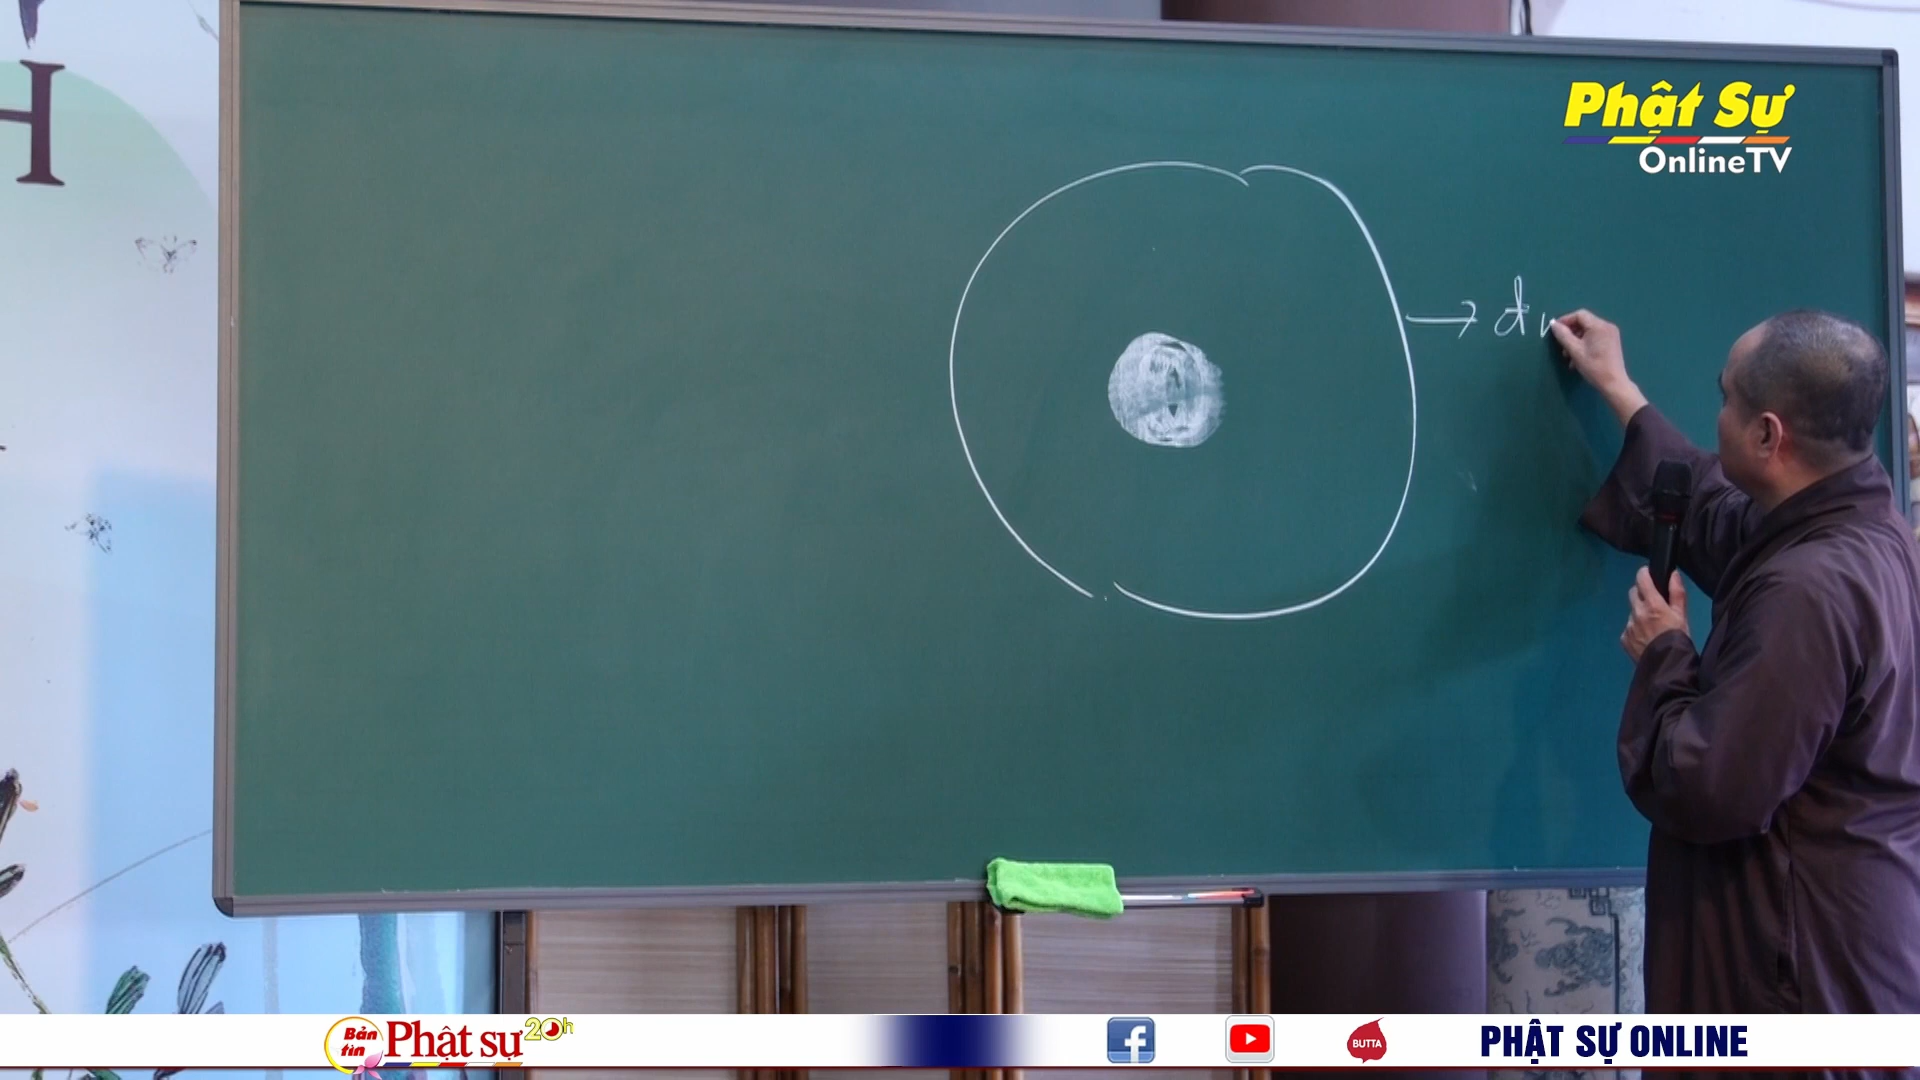 H
Phật Sự
OnlineTV
→ đ
Bản tin Phật sự 20h
BUTTA
PHẬT SỰ ONLINE